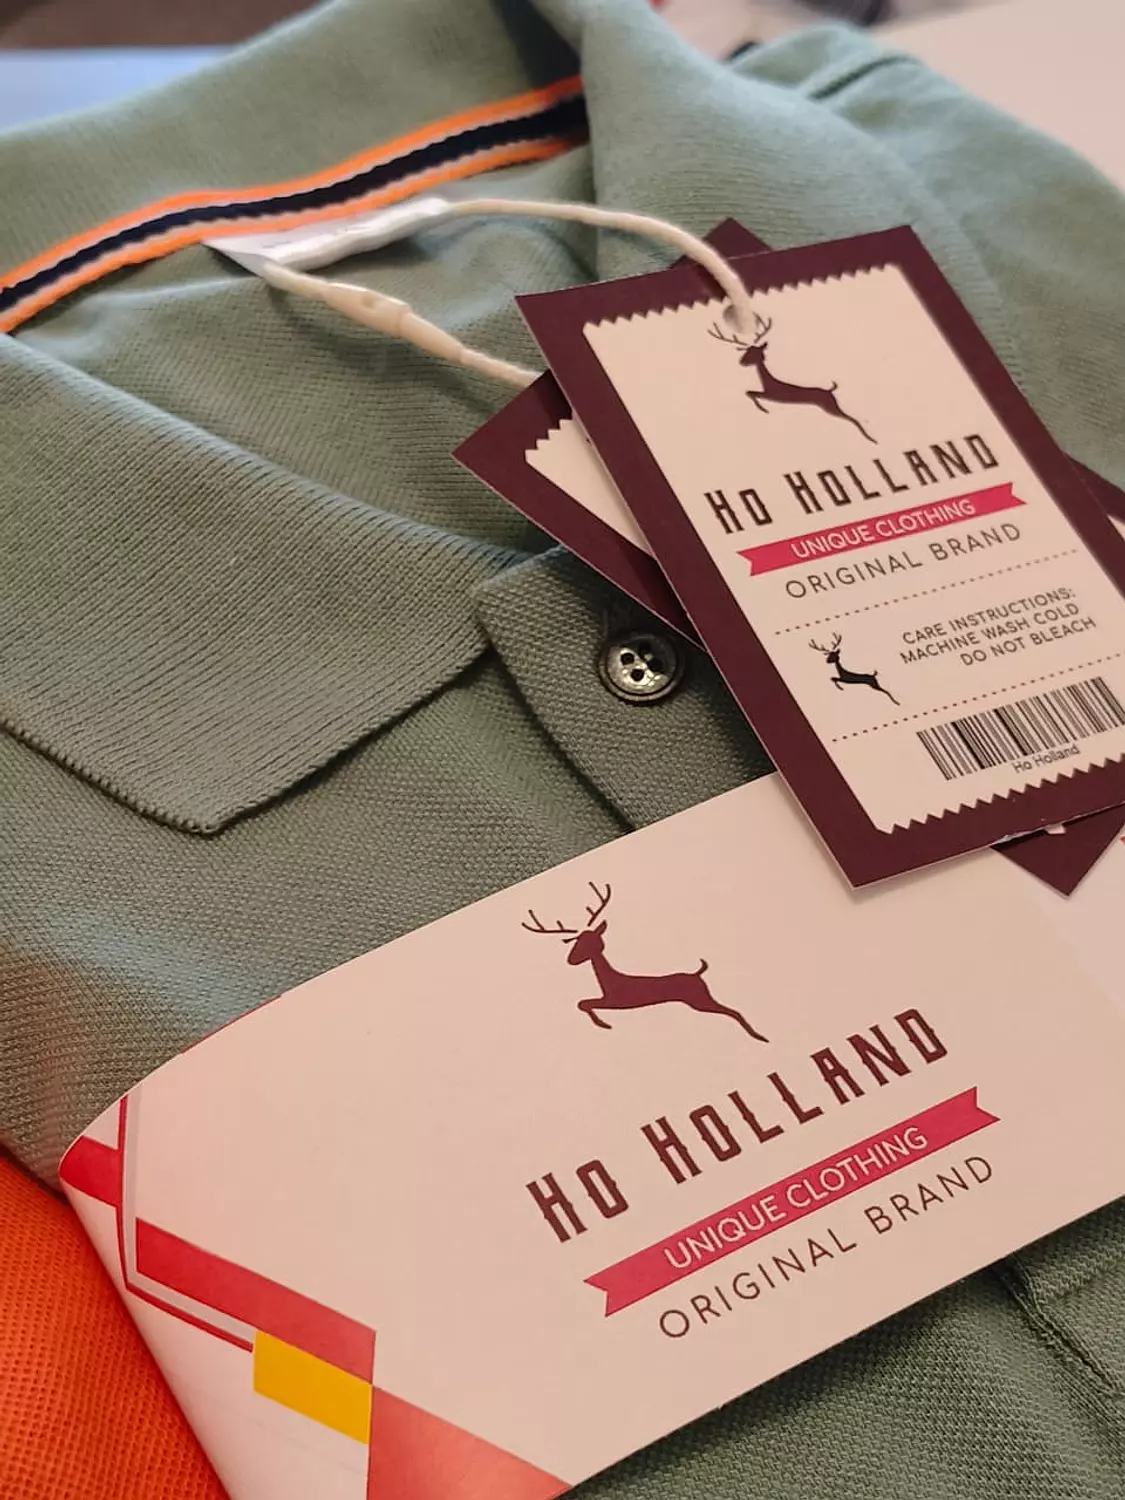 Ho Holland
UNIQUE CLOTHING
ORIGINAL BRAND
CARE INSTRUCTIONS:
MACHINE WASH COLD
DO NOT BLEACH
Ho Holland
Ho Holland
UNIQUE CLOTHING
ORIGINAL BRAND